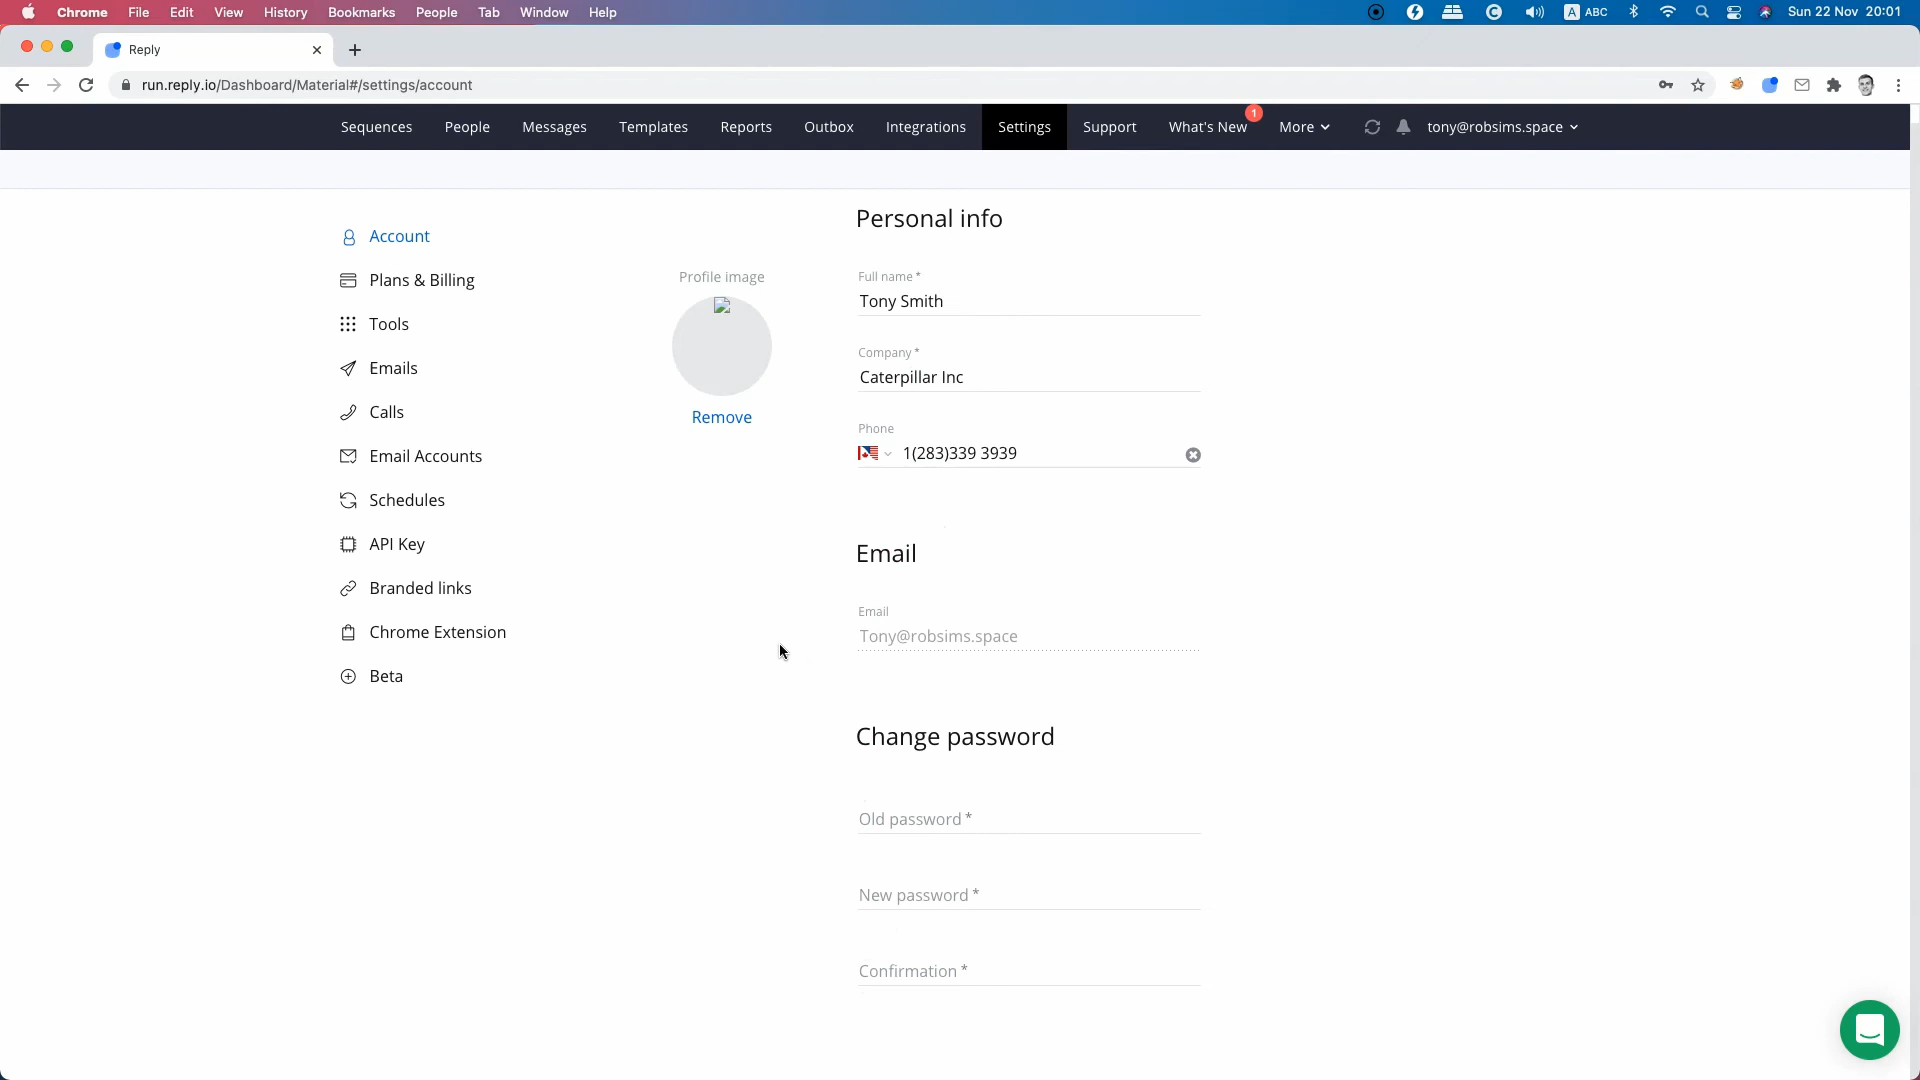 Chrome File Edit View History Bookmarks People Tab Window Help A ABC Sun 22 Nov 20:01
Reply
run.reply.io/Dashboard/Material#/settings/account
Sequences People Messages Templates Reports Outbox Integrations Settings Support What's New 1 More tony@robsims.space
Account
Plans & Billing
Tools
Emails
Calls
Email Accounts
Schedules
API Key
Branded links
Chrome Extension
Beta
Profile image
Remove
Personal info
Full name *
Tony Smith
Company *
Caterpillar Inc
Phone
1(283)339 3939
Email
Email
Tony@robsims.space
Change password
Old password *
New password *
Confirmation *